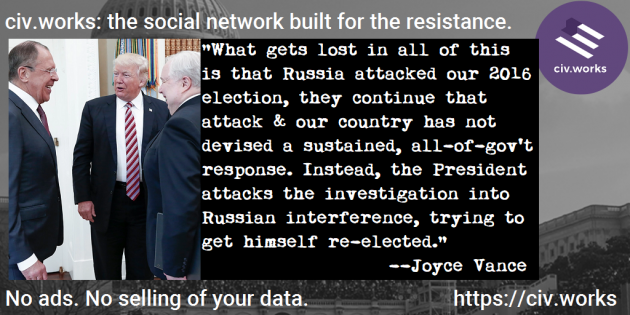 civ.works: the social network built for the resistance.
civ.works
"What gets lost in all of this
is that Russia attacked our 2016
election, they continue that
attack & our country has not
devised a sustained, all-of-gov't
response. Instead, the President
attacks the investigation into
Russian interference, trying to
get himself re-elected."
--Joyce Vance
No ads. No selling of your data.
https://civ.works